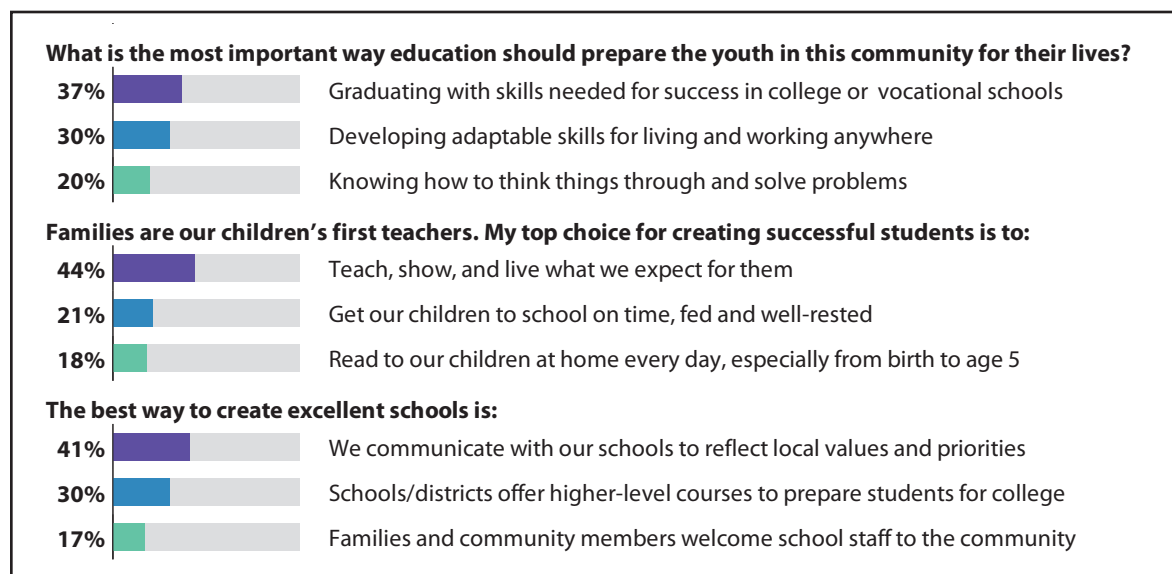 What is the most important way education should prepare the youth in this community for their lives?
37% Graduating with skills needed for success in college or vocational schools
30% Developing adaptable skills for living and working anywhere
20% Knowing how to think things through and solve problems
Families are our children’s first teachers. My top choice for creating successful students is to:
44% Teach, show, and live what we expect for them
21% Get our children to school on time, fed and well-rested
18% Read to our children at home every day, especially from birth to age 5
The best way to create excellent schools is:
41% We communicate with our schools to reflect local values and priorities
30% Schools/districts offer higher-level courses to prepare students for college
17% Families and community members welcome school staff to the community